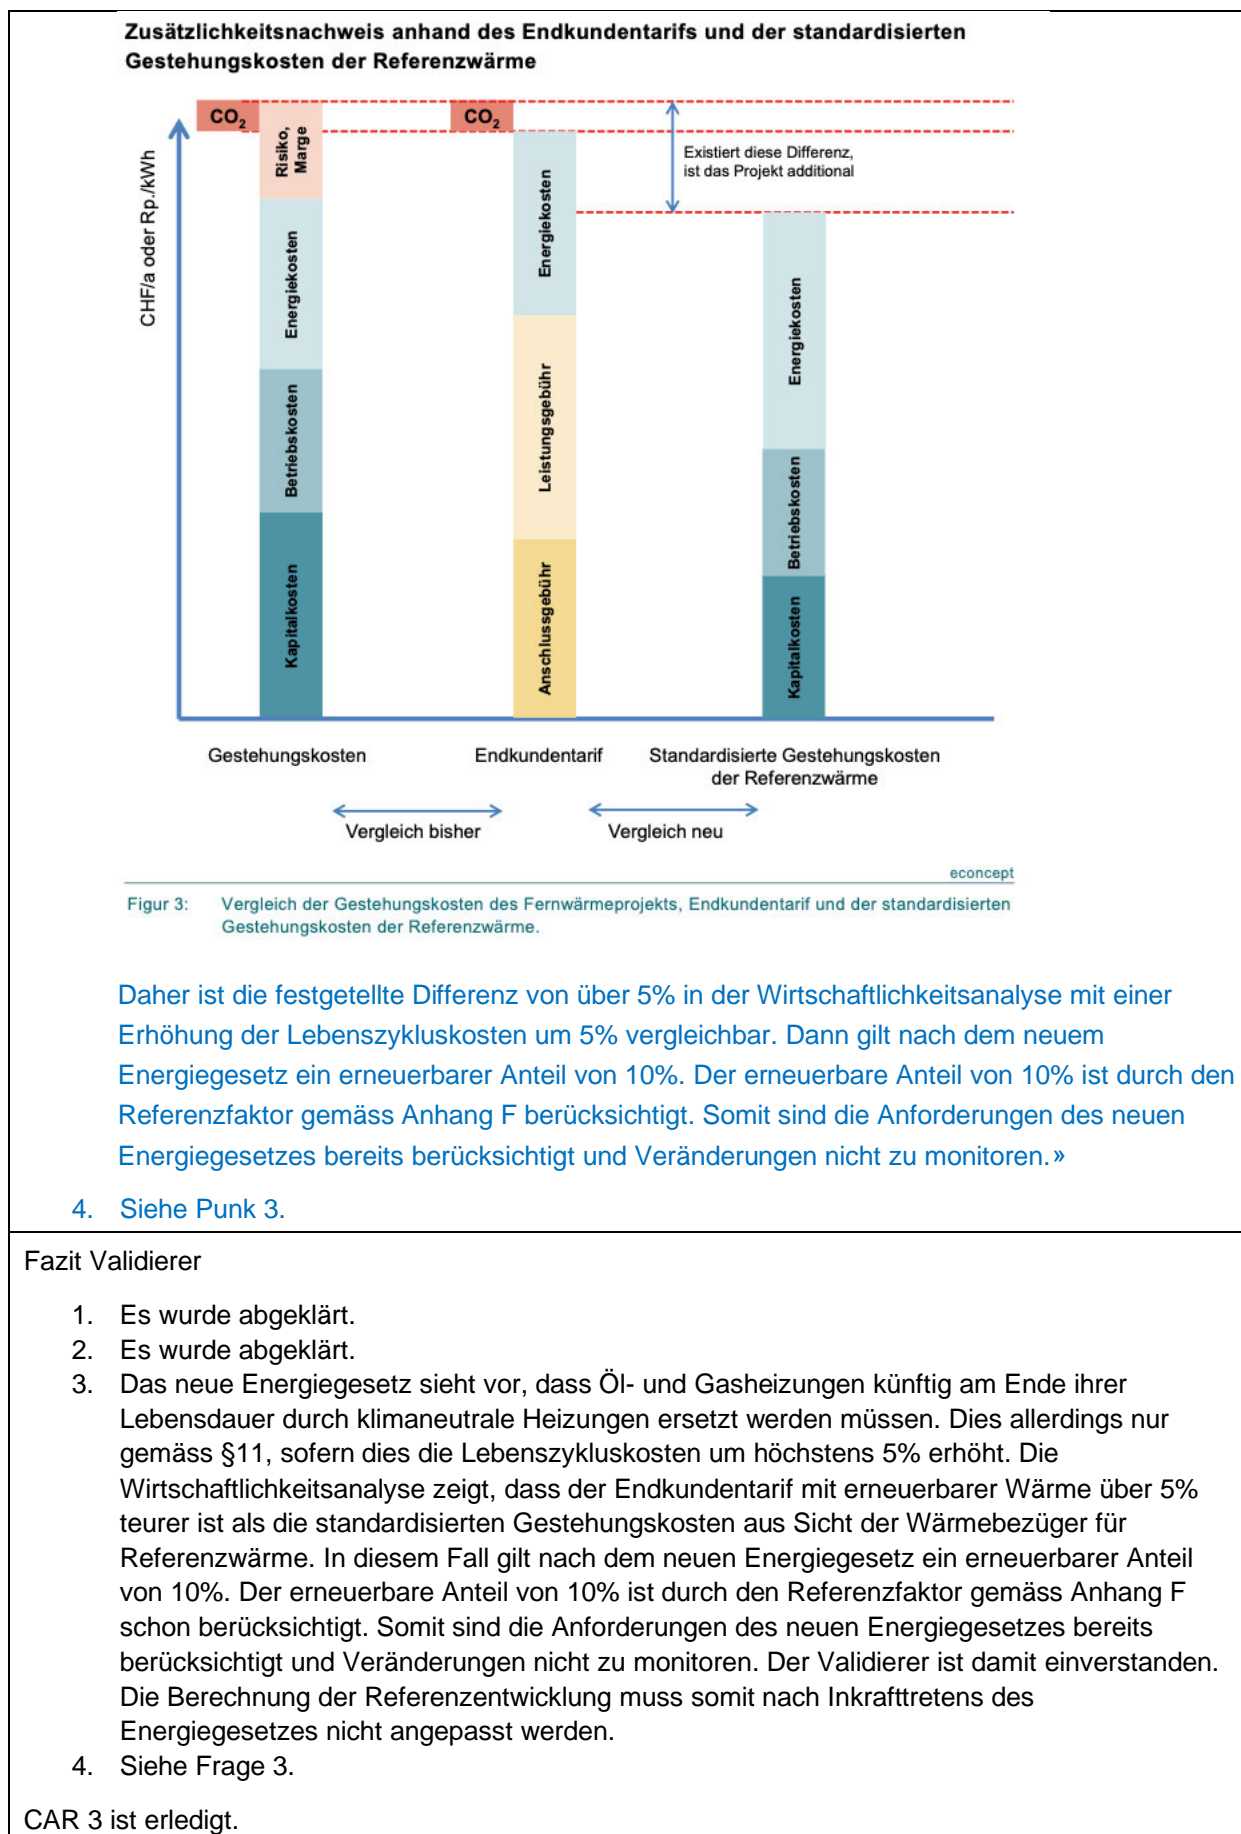 Zusätzlichkeitsnachweis anhand des Endkundentarifs und der standardisierten
Gestehungskosten der Referenzwärme
CHF/a oder Rp./kWh
CO2
Risiko,
Marge
Energiekosten
Betriebskosten
Kapitalkosten
CO2
Energiekosten
Leistungsgebühr
Anschlussgebühr
Existiert diese Differenz,
ist das Projekt additional
Energiekosten
Betriebskosten
Kapitalkosten
Gestehungskosten
Endkundentarif
Standardisierte Gestehungskosten
der Referenzwärme
Vergleich bisher
Vergleich neu
econcept
Figur 3: Vergleich der Gestehungskosten des Fernwärmeprojekts, Endkundentarif und der standardisierten
Gestehungskosten der Referenzwärme.
Daher ist die festgetellte Differenz von über 5% in der Wirtschaftlichkeitsanalyse mit einer
Erhöhung der Lebenszykluskosten um 5% vergleichbar. Dann gilt nach dem neuem
Energiegesetz ein erneuerbarer Anteil von 10%. Der erneuerbare Anteil von 10% ist durch den
Referenzfaktor gemäss Anhang F berücksichtigt. Somit sind die Anforderungen des neuen
Energiegesetzes bereits berücksichtigt und Veränderungen nicht zu monitoren.»
4. Siehe Punk 3.
Fazit Validierer
1. Es wurde abgeklärt.
2. Es wurde abgeklärt.
3. Das neue Energiegesetz sieht vor, dass Öl- und Gasheizungen künftig am Ende ihrer
Lebensdauer durch klimaneutrale Heizungen ersetzt werden müssen. Dies allerdings nur
gemäss §11, sofern dies die Lebenszykluskosten um höchstens 5% erhöht. Die
Wirtschaftlichkeitsanalyse zeigt, dass der Endkundentarif mit erneuerbarer Wärme über 5%
teurer ist als die standardisierten Gestehungskosten aus Sicht der Wärmebezüger für
Referenzwärme. In diesem Fall gilt nach dem neuen Energiegesetz ein erneuerbarer Anteil
von 10%. Der erneuerbare Anteil von 10% ist durch den Referenzfaktor gemäss Anhang F
schon berücksichtigt. Somit sind die Anforderungen des neuen Energiegesetzes bereits
berücksichtigt und Veränderungen nicht zu monitoren. Der Validierer ist damit einverstanden.
Die Berechnung der Referenzentwicklung muss somit nach Inkrafttretens des
Energiegesetzes nicht angepasst werden.
4. Siehe Frage 3.
CAR 3 ist erledigt.